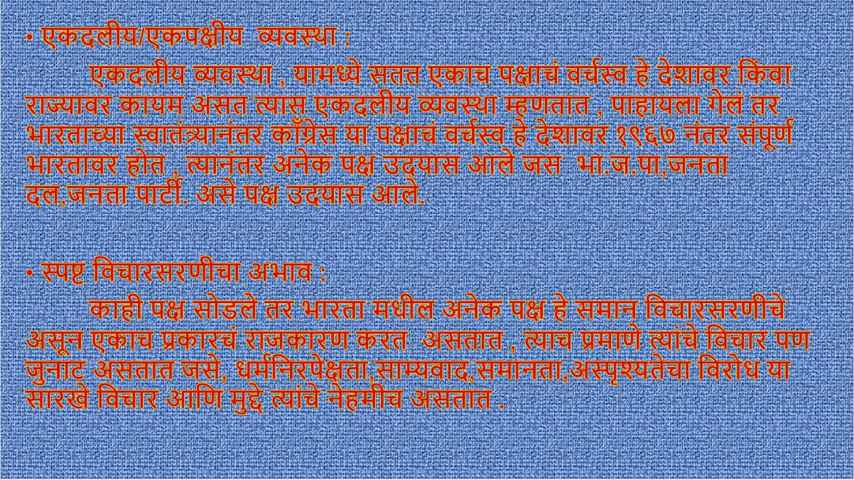 • एकदलीय/एकपक्षीय व्यवस्था :
एकदलीय व्यवस्था , यामध्ये सतत एकाच पक्षाचं वर्चस्व हे देशावर किंवा
राज्यावर कायम असत त्यास एकदलीय व्यवस्था म्हणतात , पाहायला गेलं तर
भारताच्या स्वातंत्र्यानंतर काँग्रेस या पक्षाचं वर्चस्व हे देशावर १९६७ नंतर संपूर्ण
भारतावर होत , त्यानंतर अनेक पक्ष उदयास आले जस भा.ज.पा,जनता
दल,जनता पार्टी. असे पक्ष उदयास आले.
• स्पष्ट विचारसरणीचा अभाव :
काही पक्ष सोडले तर भारता मधील अनेक पक्ष हे समान विचारसरणीचे
असून एकाच प्रकारचं राजकारण करत असतात , त्याच प्रमाणे त्यांचे विचार पण
जुनाट असतात जसे, धर्मनिरपेक्षता,साम्यवाद,समानता,अस्पृश्यतेचा विरोध या
सारखे विचार आणि मुद्दे त्यांचे नेहमीच असतात .